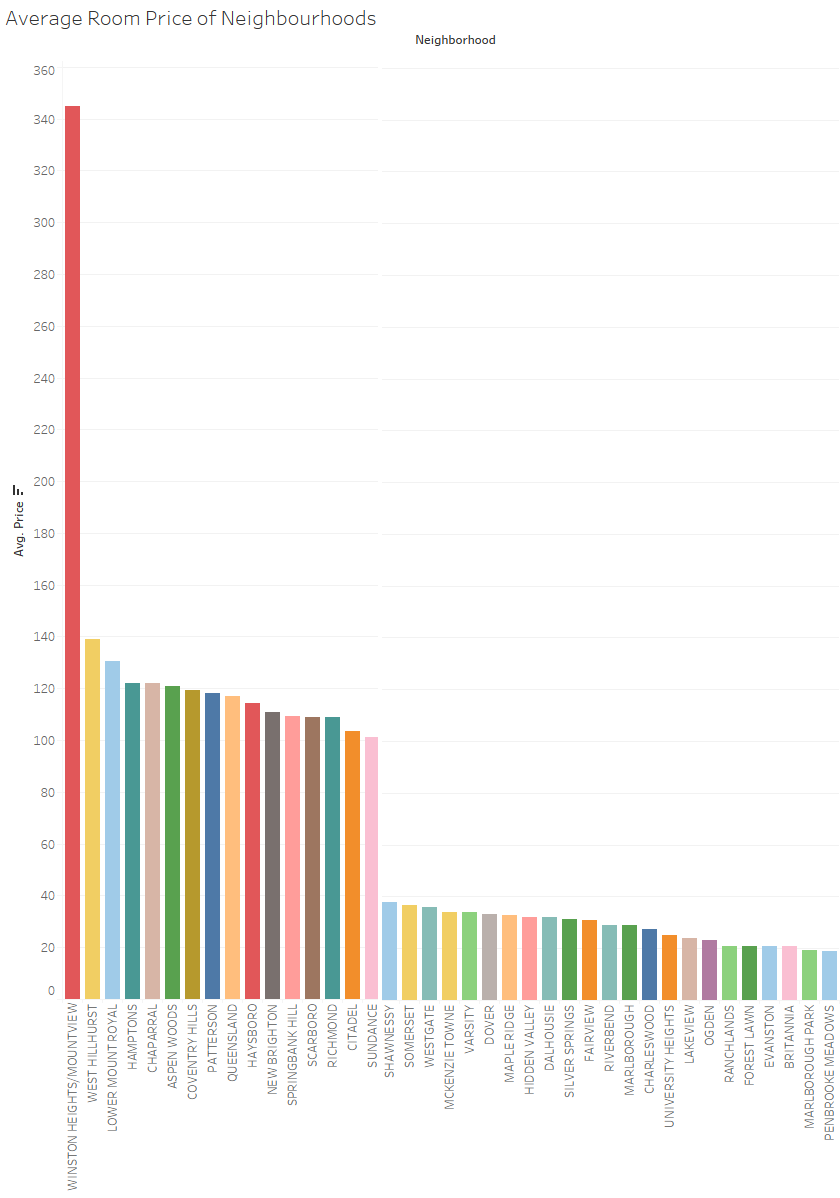 Average Room Price of Neighbourhoods
Neighborhood
360
340
320
300
280
260
240
220
200
180
160
140
120
100
80
60
40
20
0
Avg. Price
WINSTON HEIGHTS/MOUNTVIEW
WEST HILLHURST
LOWER MOUNT ROYAL
HAMPTONS
CHAPARRAL
ASPEN WOODS
COVENTRY HILLS
PATTERSON
QUEENSLAND
HAYSBORO
NEW BRIGHTON
SPRINGBANK HILL
SCARBORO
RICHMOND
CITADEL
SUNDANCE
SHAWNESSY
SOMERSET
WESTGATE
MCKENZIE TOWNE
VARSITY
DOVER
MAPLE RIDGE
HIDDEN VALLEY
DALHOUSIE
SILVER SPRINGS
FAIRVIEW
RIVERBEND
MARLBOROUGH
CHARLESWOOD
UNIVERSITY HEIGHTS
LAKEVIEW
OGDEN
RANCHLANDS
FOREST LAWN
EVANSTON
BRITANNIA
MARLBOROUGH PARK
PENBROOKE MEADOWS